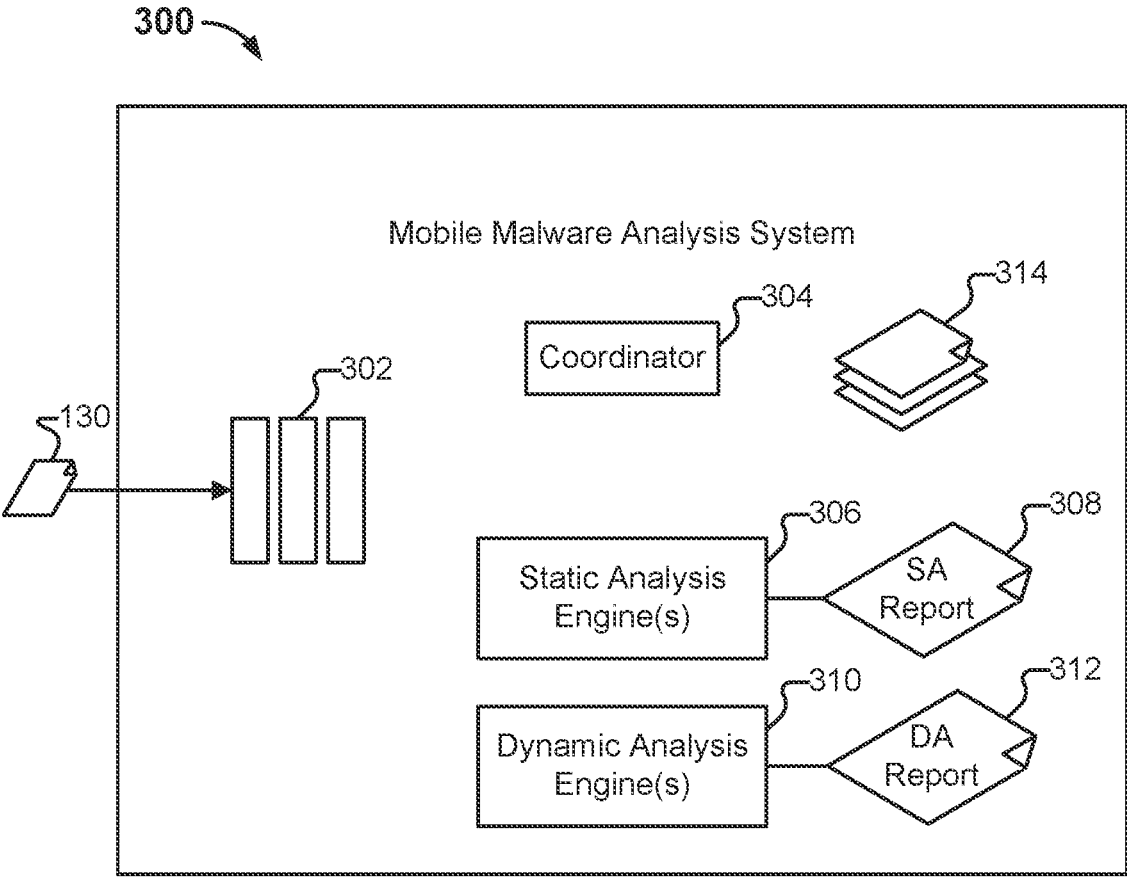 300
Mobile Malware Analysis System
304
314
Coordinator
302
130
306
308
Static Analysis
Engine(s)
SA
Report
310
312
Dynamic Analysis
Engine(s)
DA
Report